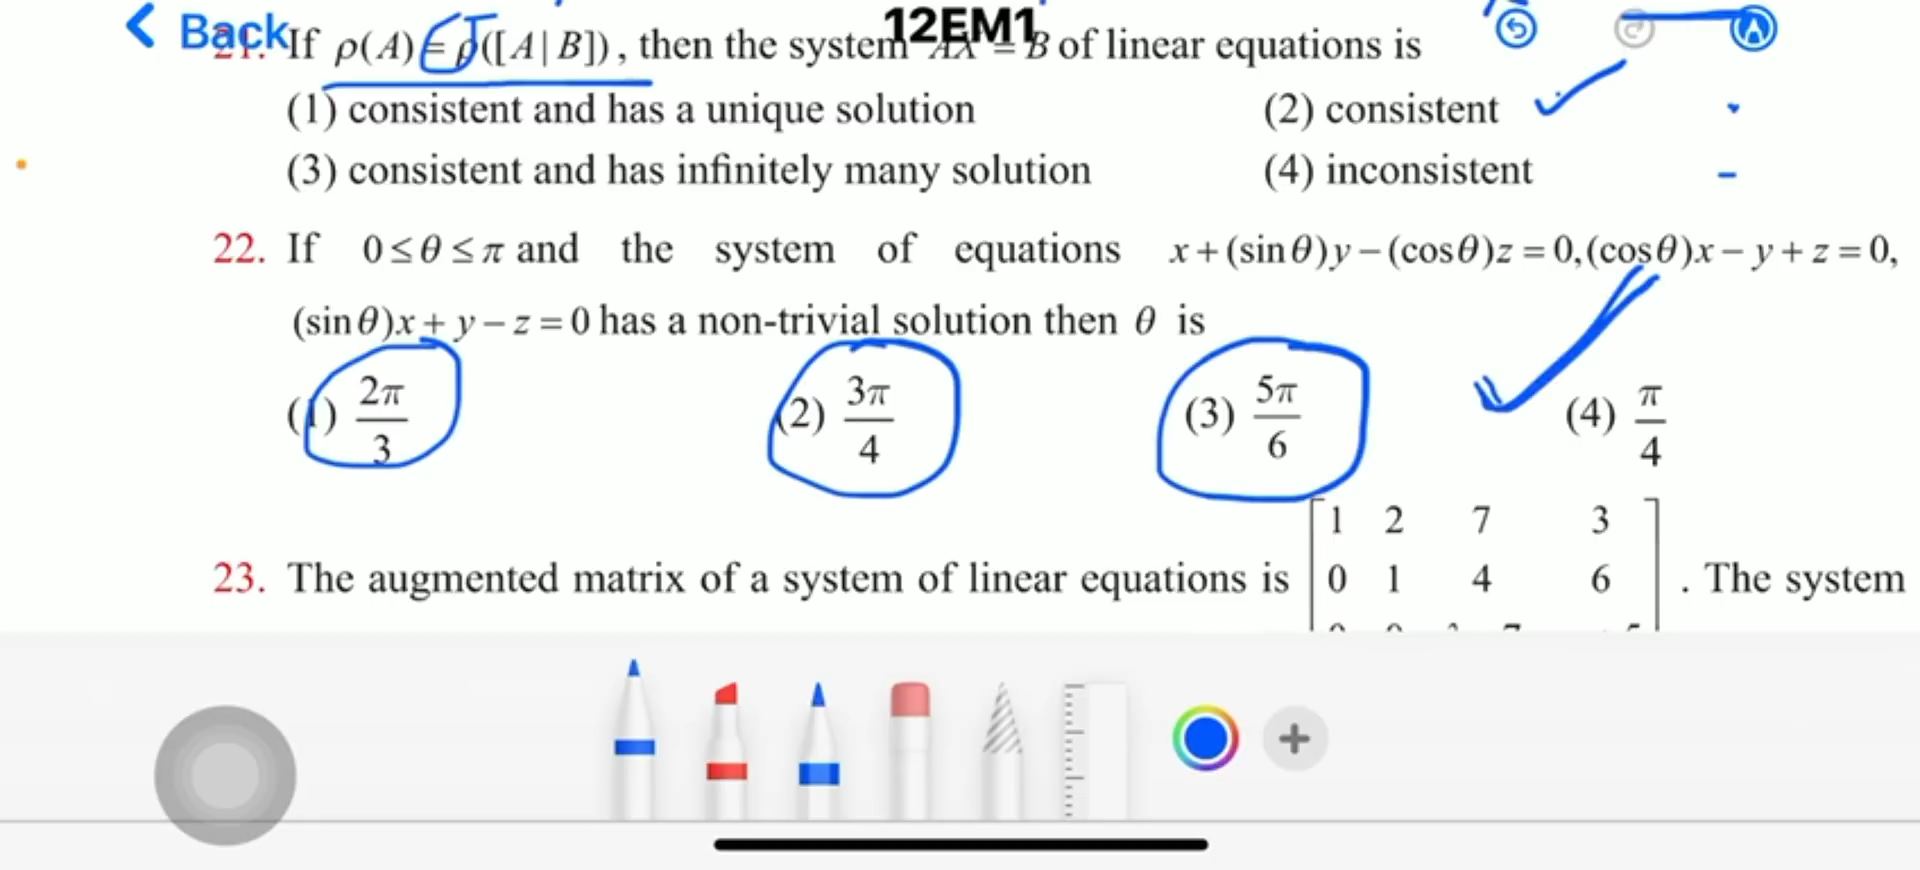 Back
12EM1
21. If ρ(A) = ρ([A|B]), then the system AX = B of linear equations is
(1) consistent and has a unique solution (2) consistent
(3) consistent and has infinitely many solution (4) inconsistent
22. If 0≤θ≤π and the system of equations x+(sinθ)y−(cosθ)z=0,(cosθ)x−y+z=0,
(sinθ)x+y−z=0 has a non-trivial solution then θ is
(1) 2π/3 (2) 3π/4 (3) 5π/6 (4) π/4
1 2 7 3
23. The augmented matrix of a system of linear equations is 0 1 4 6 . The system